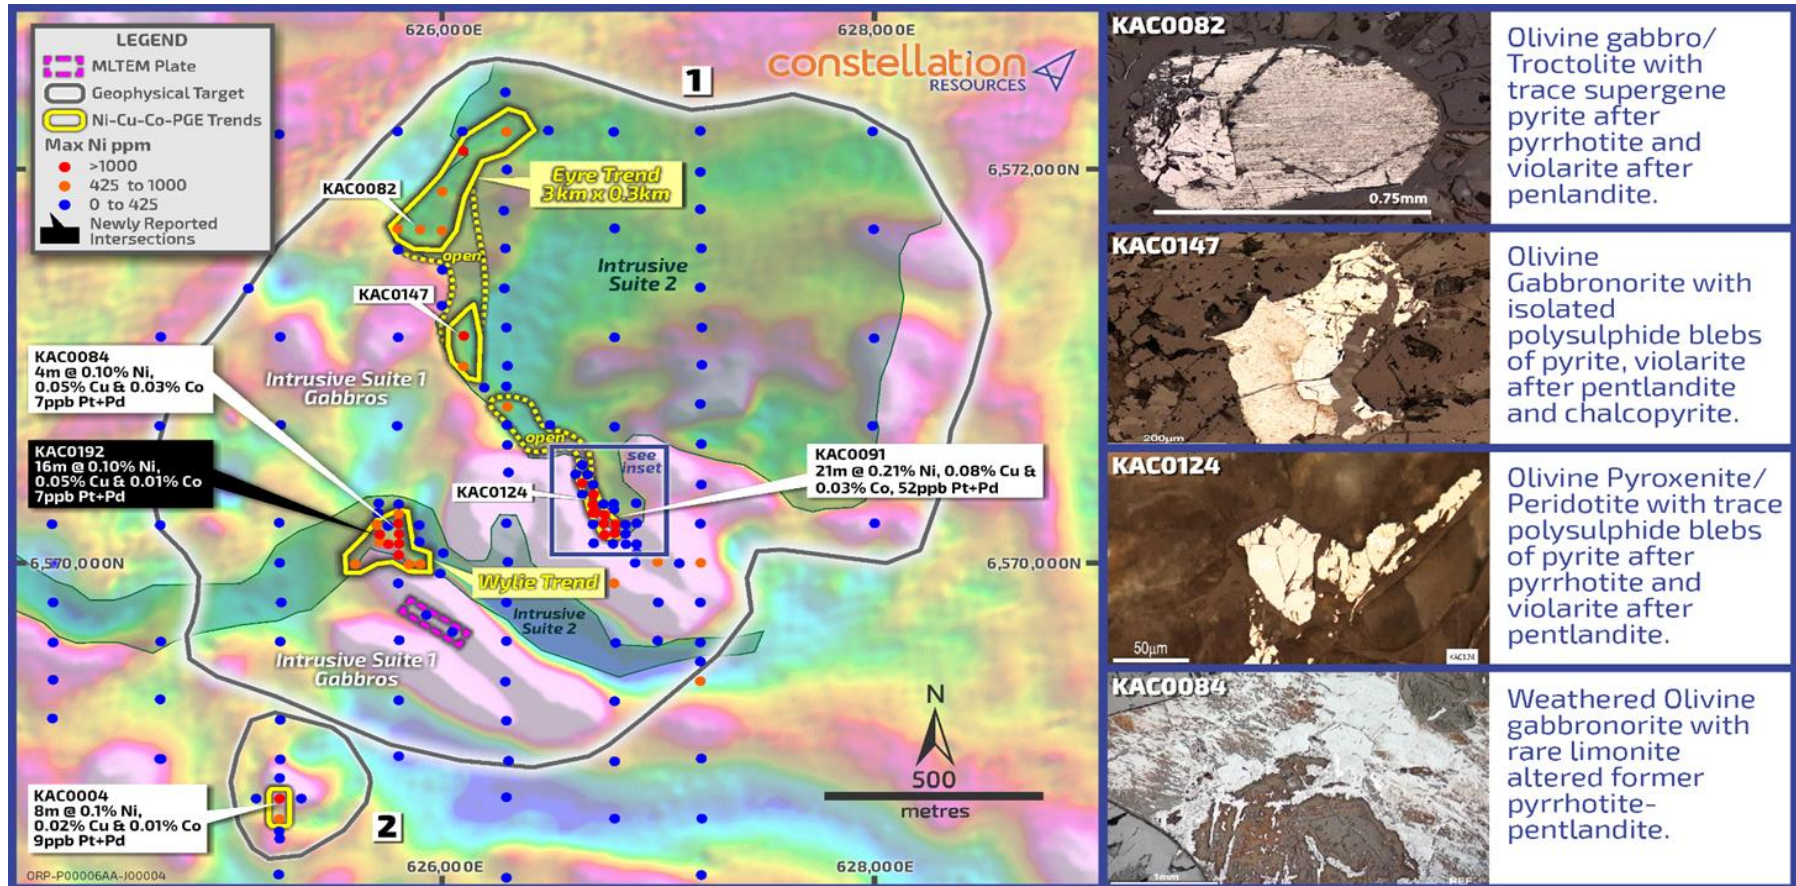 LEGEND
MLTEM Plate
Geophysical Target
Ni-Cu-Co-PGE Trends
Max Ni ppm
>1000
425 to 1000
0 to 425
Newly Reported
Intersections
626,000E
628,000E
constellation
RESOURCES
1
6,572,000N
KAC0082
Eyre Trend
3km x 0.3km
open
Intrusive
Suite 2
KAC0147
KAC0084
4m @ 0.10% Ni,
0.05% Cu & 0.03% Co
7ppb Pt+Pd
Intrusive Suite 1
Gabbros
open
see
inset
KAC0192
16m @ 0.10% Ni,
0.05% Cu & 0.01% Co
7ppb Pt+Pd
KAC0124
KAC0091
21m @ 0.21% Ni, 0.08% Cu &
0.03% Co, 52ppb Pt+Pd
6,570,000N
6,570,000N
Wylie Trend
Intrusive
Suite 2
Intrusive Suite 1
Gabbros
N
500
metres
KAC0004
8m @ 0.1% Ni,
0.02% Cu & 0.01% Co
9ppb Pt+Pd
2
626,000E
628,000E
ORP-P00006AA-J00004
KAC0082
0.75mm
Olivine gabbro/
Troctolite with
trace supergene
pyrite after
pyrrhotite and
violarite after
penlandite.
KAC0147
200µm
Olivine
Gabbronorite with
isolated
polysulphide blebs
of pyrite, violarite
after pentlandite
and chalcopyrite.
KAC0124
50µm
KAC124
Olivine Pyroxenite/
Peridotite with trace
polysulphide blebs
of pyrite after
pyrrhotite and
violarite after
pentlandite.
KAC0084
1mm
Weathered Olivine
gabbronorite with
rare limonite
altered former
pyrrhotite-
pentlandite.